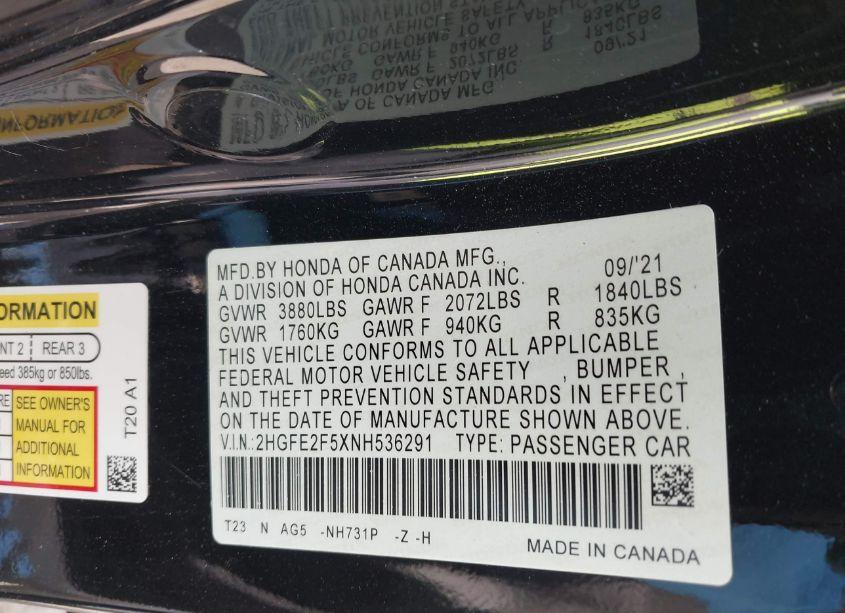 MFD.BY HONDA OF CANADA MFG., 09/'21
A DIVISION OF HONDA CANADA INC.
GVWR 3880LBS GAWR F 2072LBS R 1840LBS
GVWR 1760KG GAWR F 940KG R 835KG
THIS VEHICLE CONFORMS TO ALL APPLICABLE
FEDERAL MOTOR VEHICLE SAFETY , BUMPER ,
AND THEFT PREVENTION STANDARDS IN EFFECT
ON THE DATE OF MANUFACTURE SHOWN ABOVE.
V.I.N.:2HGFE2F5XNH536291 TYPE: PASSENGER CAR
T23 N AG5 -NH731P -Z -H
MADE IN CANADA
ORMATION
NT 2 REAR 3
eed 385kg or 850lbs.
RE SEE OWNER'S
MANUAL FOR
ADDITIONAL
INFORMATION
T20 A1